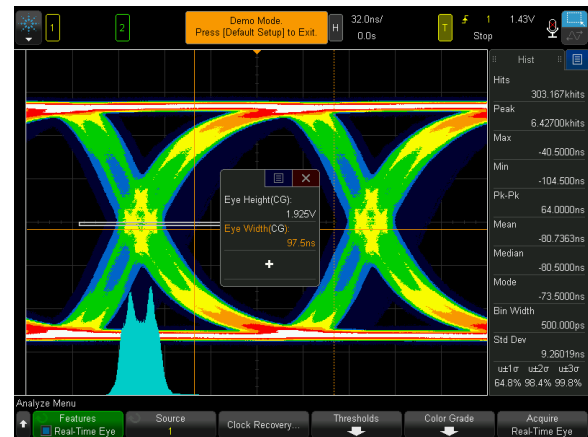 1
2
Demo Mode.
Press [Default Setup] to Exit.
H
32.0ns/
0.0s
T
1
1.43V
Stop
Hist
Hits
303.167khits
Peak
6.42700khits
Max
-40.5000ns
Min
-104.500ns
Pk-Pk
64.0000ns
Mean
-80.7363ns
Median
-80.5000ns
Mode
-73.5000ns
Bin Width
500.000ps
Std Dev
9.26019ns
u±1σ u±2σ u±3σ
64.8% 98.4% 99.8%
Eye Height(CG):
1.925V
Eye Width(CG):
97.5ns
Analyze Menu
Features
Real-Time Eye
Source
1
Clock Recovery...
Thresholds
Color Grade
Acquire
Real-Time Eye